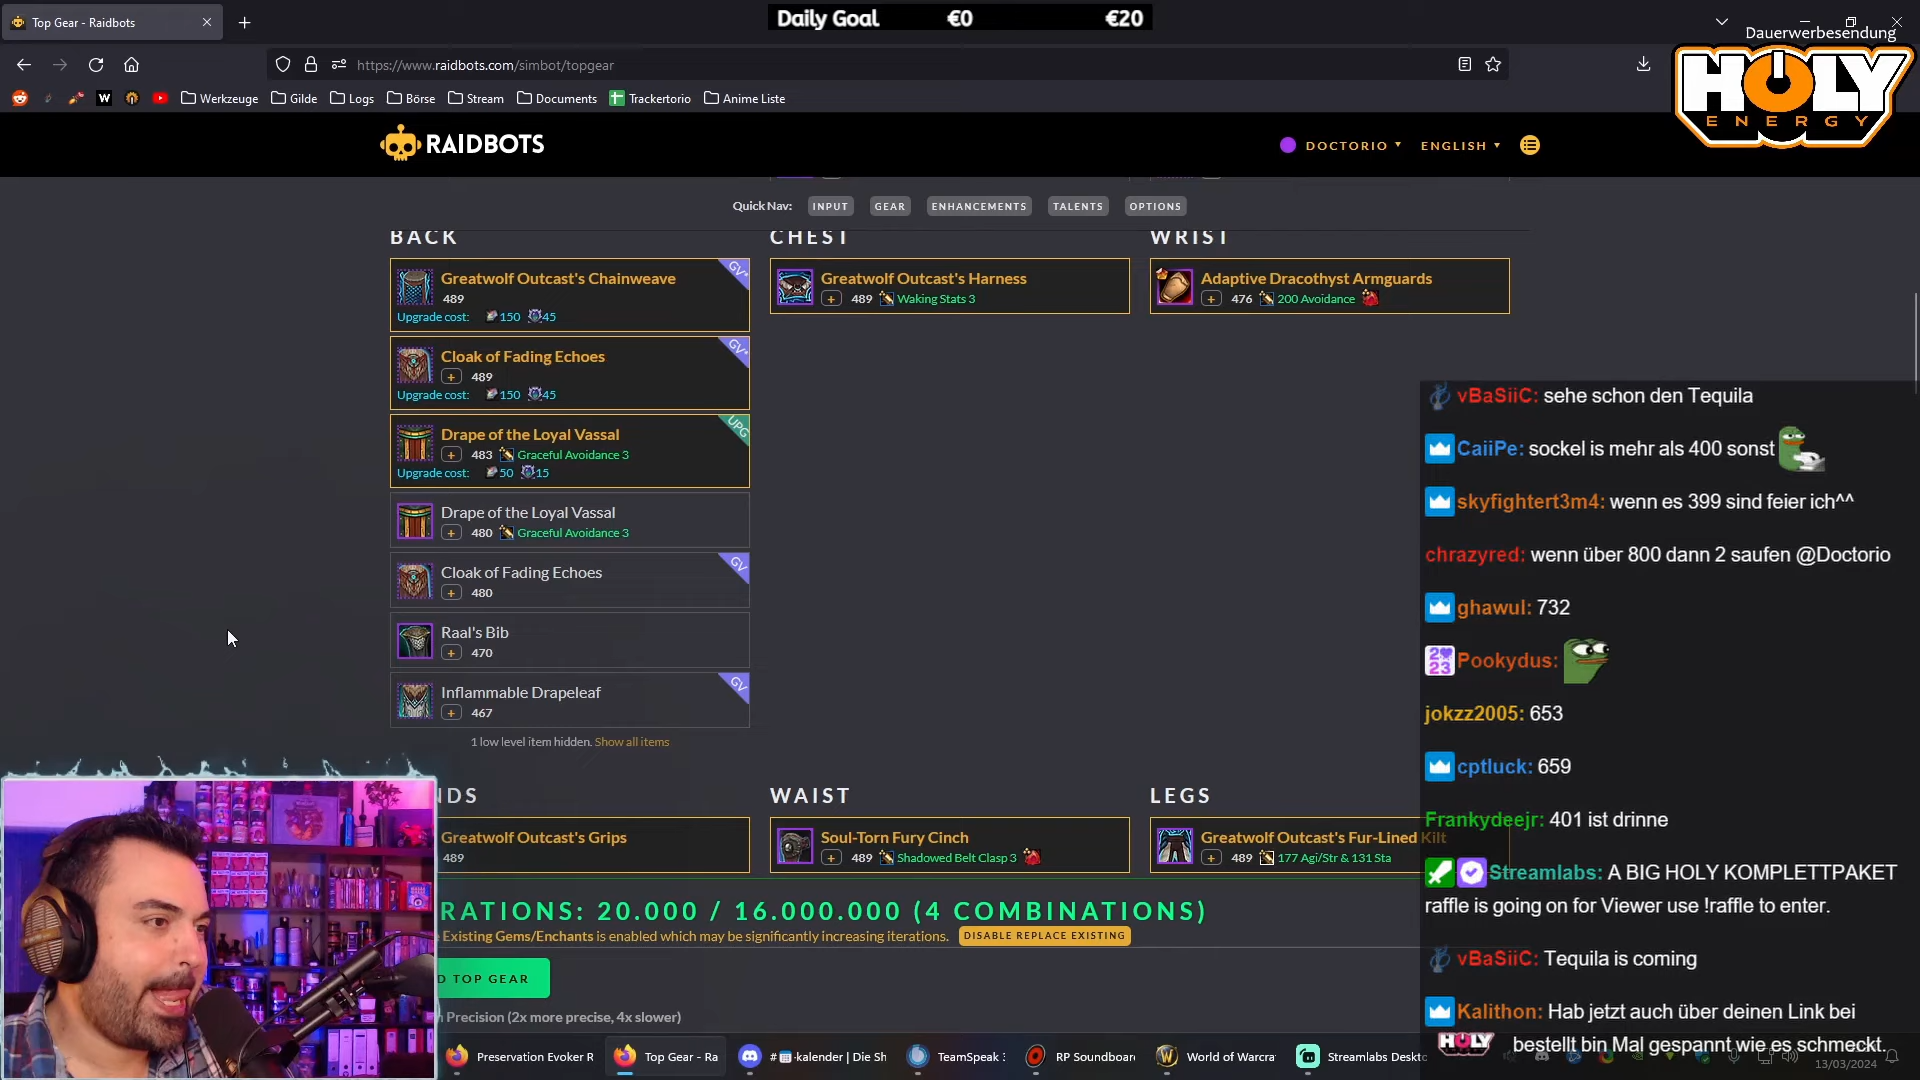 Top Gear - Raidbots
Daily Goal €0 €20
Dauerwerbesendung
https://www.raidbots.com/simbot/topgear
HOLY
ENERGY
Werkzeuge Gilde Logs Börse Stream Documents Trackertorio Anime Liste
RAIDBOTS
DOCTORIO ENGLISH
Quick Nav: INPUT GEAR ENHANCEMENTS TALENTS OPTIONS
BACK CHEST WRIST
Greatwolf Outcast's Chainweave
GV*
489
Upgrade cost: 150 45
Greatwolf Outcast's Harness
+ 489 Waking Stats 3
Adaptive Dracothyst Armguards
+ 476 200 Avoidance
Cloak of Fading Echoes
GV*
+ 489
Upgrade cost: 150 45
Drape of the Loyal Vassal
UPG
+ 483 Graceful Avoidance 3
Upgrade cost: 50 15
Drape of the Loyal Vassal
+ 480 Graceful Avoidance 3
Cloak of Fading Echoes
GV
+ 480
Raal's Bib
+ 470
Inflammable Drapeleaf
GV
+ 467
1 low level item hidden. Show all items
NDS WAIST LEGS
Greatwolf Outcast's Grips
489
Soul-Torn Fury Cinch
+ 489 Shadowed Belt Clasp 3
Greatwolf Outcast's Fur-Lined Kilt
+ 489 177 Agi/Str & 131 Sta
RATIONS: 20.000 / 16.000.000 (4 COMBINATIONS)
Existing Gems/Enchants is enabled which may be significantly increasing iterations. DISABLE REPLACE EXISTING
D TOP GEAR
Precision (2x more precise, 4x slower)
vBaSiiC: sehe schon den Tequila
CaiiPe: sockel is mehr als 400 sonst
skyfightert3m4: wenn es 399 sind feier ich^^
chrazyred: wenn über 800 dann 2 saufen @Doctorio
ghawul: 732
2023 Pookydus:
jokzz2005: 653
cptluck: 659
Frankydeejr: 401 ist drinne
Streamlabs: A BIG HOLY KOMPLETTPAKET
raffle is going on for Viewer use !raffle to enter.
vBaSiiC: Tequila is coming
Kalithon: Hab jetzt auch über deinen Link bei
HOLY bestellt bin Mal gespannt wie es schmeckt.
Preservation Evoker R Top Gear - Ra #-kalender | Die Sh TeamSpeak 3 RP Soundboar World of Warcra Streamlabs Deskto
13/03/2024